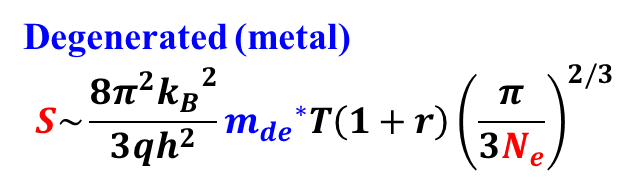 Degenerated (metal)
S~ 8π²k_B² / 3qh² m_de* T(1 + r) (π / 3N_e)^2/3